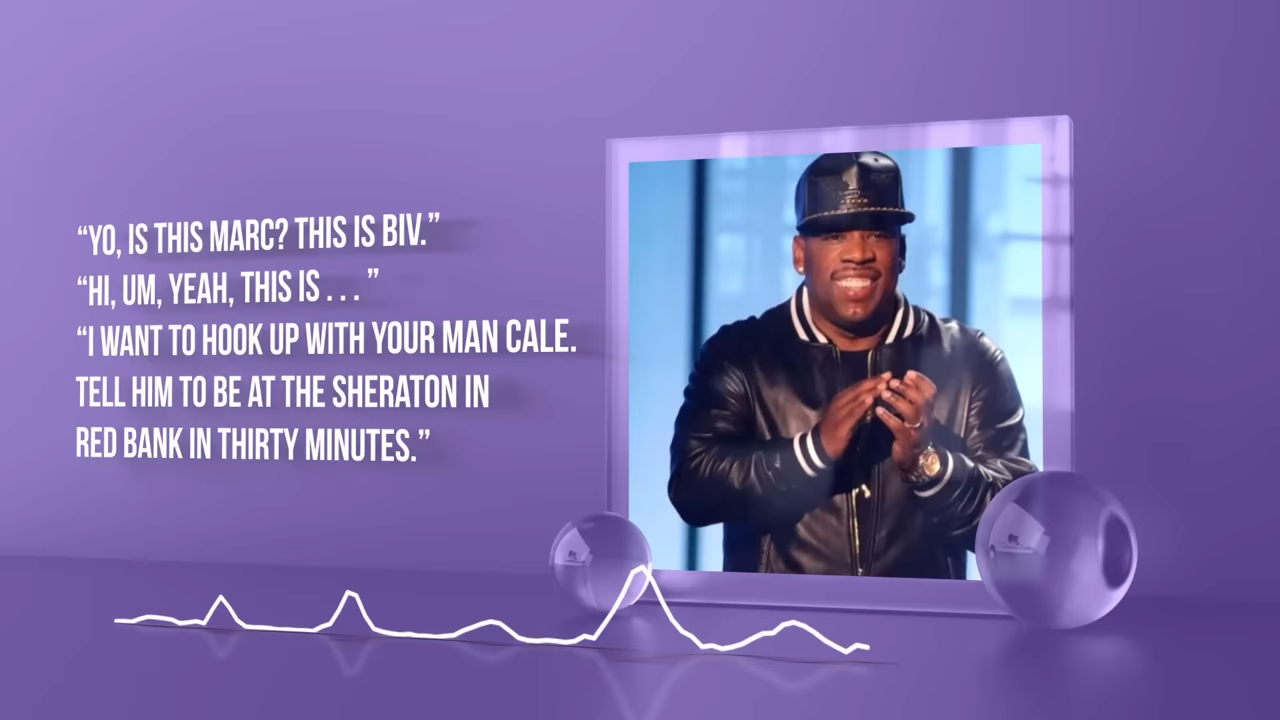 “YO, IS THIS MARC? THIS IS BIV.”
“HI, UM, YEAH, THIS IS . . . ”
“I WANT TO HOOK UP WITH YOUR MAN CALE.
TELL HIM TO BE AT THE SHERATON IN
RED BANK IN THIRTY MINUTES.”